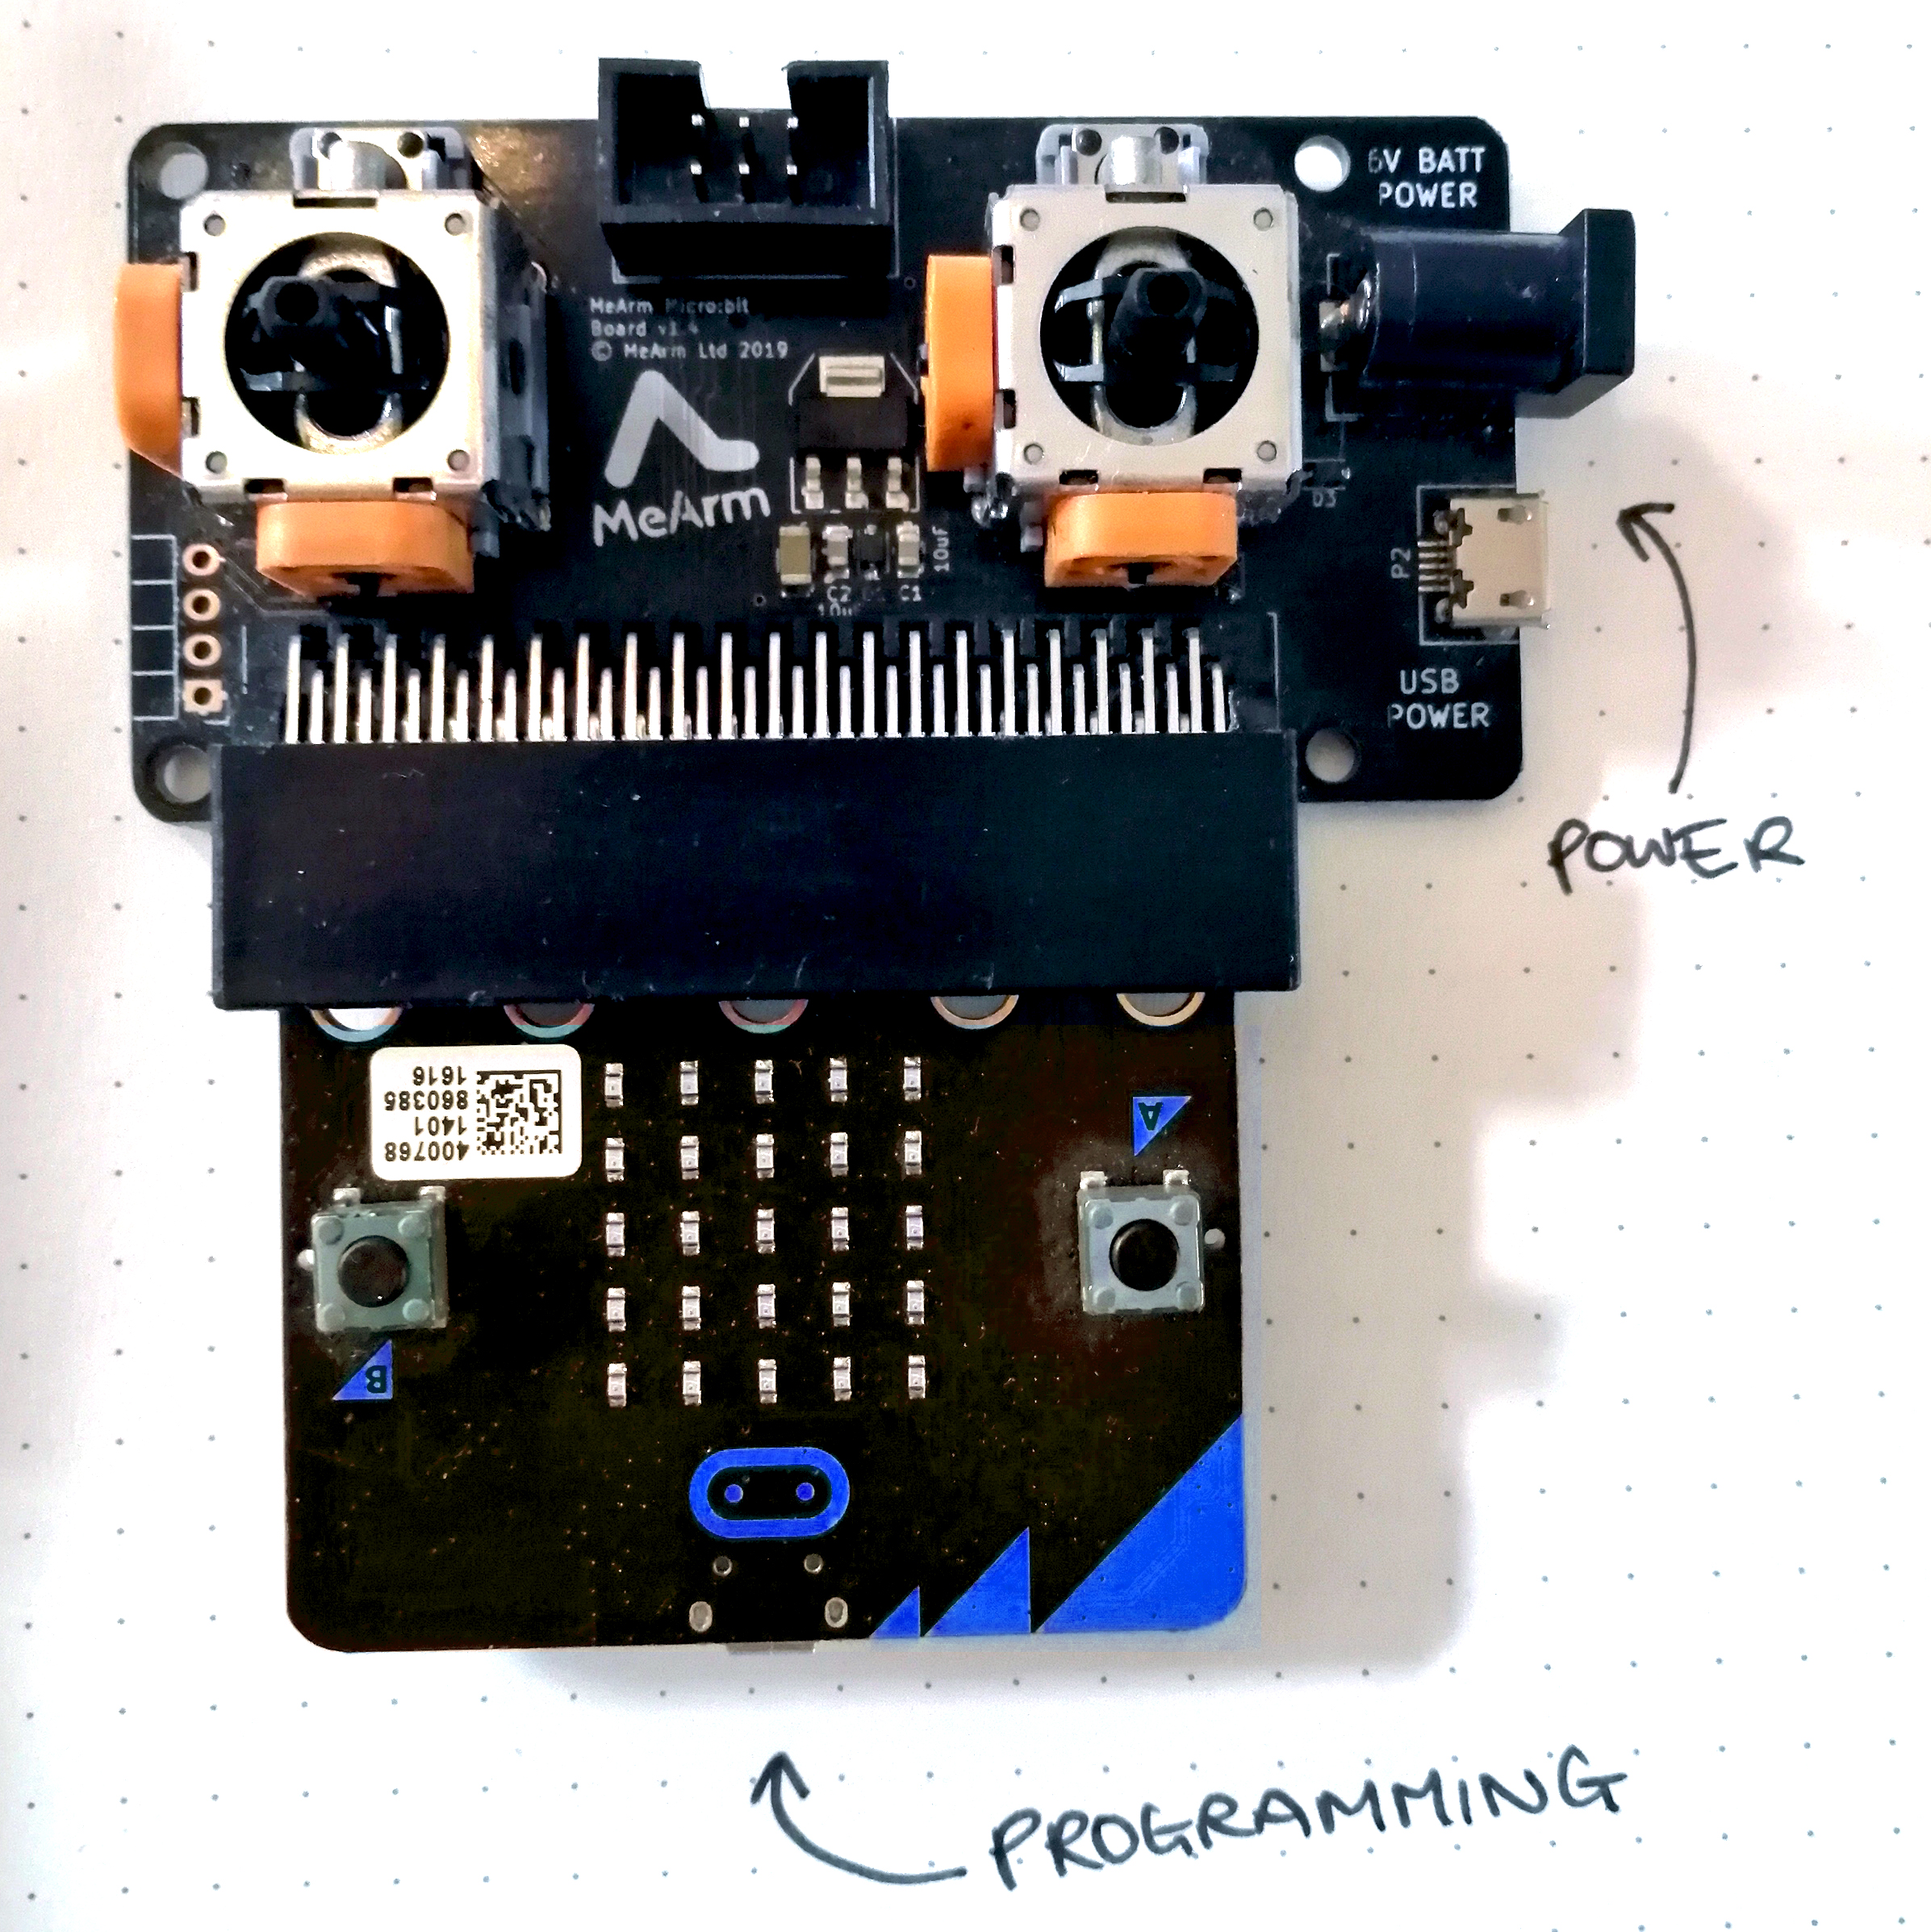 6V BATT
POWER
MeArm Micro:bit
Board v1.4
© MeArm Ltd 2019
MeArm
D3
10uF
C2
C1
P2
USB
POWER
POWER
400768
1401
860385
1616
A
B
PROGRAMMING